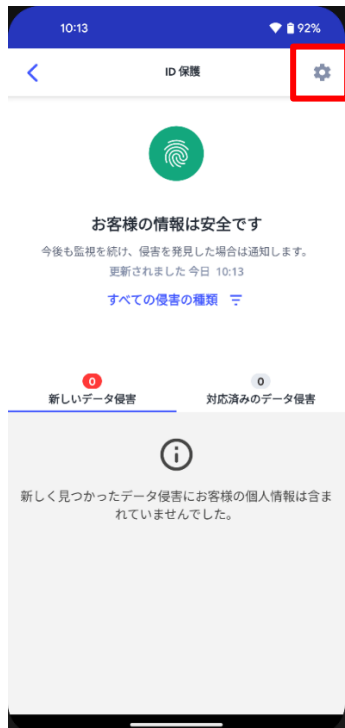 10:13
92%
ID 保護
お客様の情報は安全です
今後も監視を続け、侵害を発見した場合は通知します。
更新されました 今日 10:13
すべての侵害の種類
0
新しいデータ侵害
0
対応済みのデータ侵害
新しく見つかったデータ侵害にお客様の個人情報は含ま
れていませんでした。